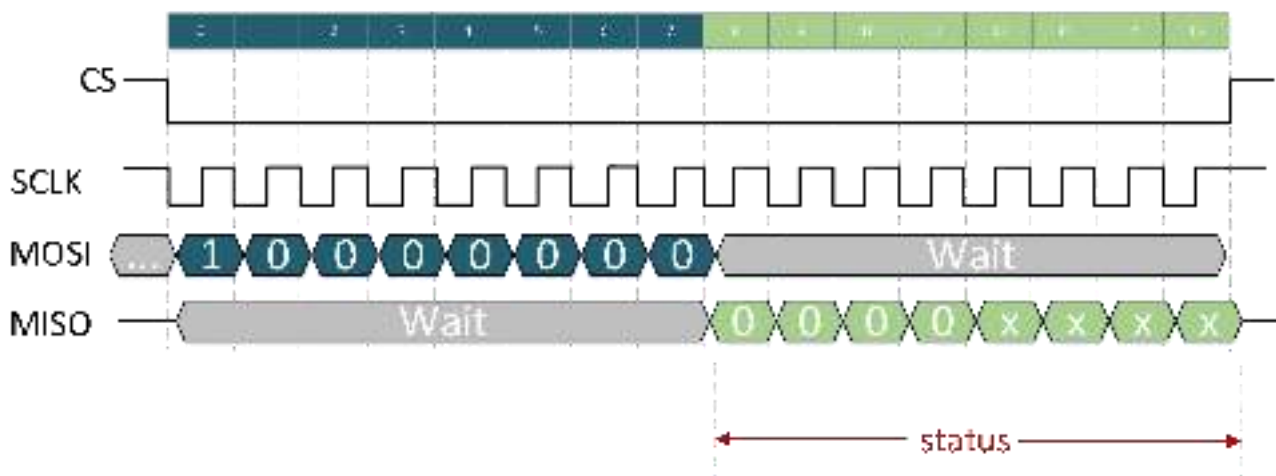 CS
SCLK
MOSI ... 1 0 0 0 0 0 0 0 Wait
MISO Wait 0 0 0 0 x x x x
status